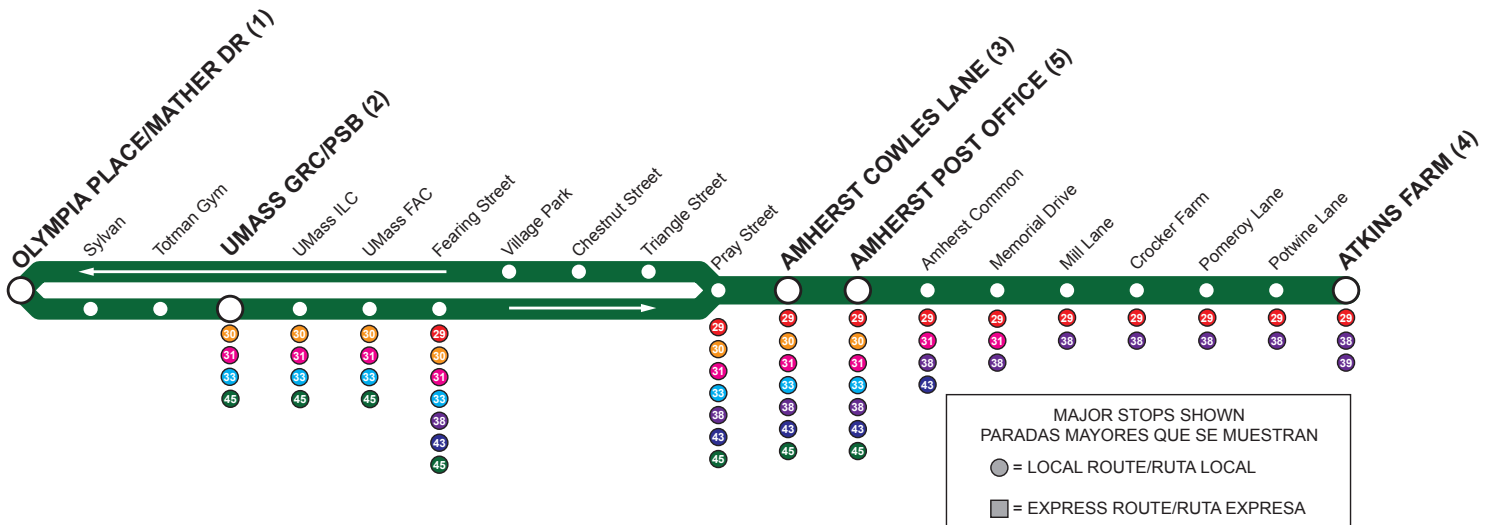 OLYMPIA PLACE/MATHER DR (1)
Sylvan
Totman Gym
UMASS GRC/PSB (2)
UMass ILC
UMass FAC
Fearing Street
Village Park
Chestnut Street
Triangle Street
Pray Street
AMHERST COWLES LANE (3)
AMHERST POST OFFICE (5)
Amherst Common
Memorial Drive
Mill Lane
Crocker Farm
Pomeroy Lane
Potwine Lane
ATKINS FARM (4)
30
31
33
45
30
31
33
45
30
31
33
45
29
30
31
33
38
43
45
29
30
31
33
38
43
45
29
30
31
33
38
43
45
29
30
31
33
38
43
45
29
31
38
43
29
31
38
29
38
29
38
29
38
29
38
29
38
39
MAJOR STOPS SHOWN
PARADAS MAYORES QUE SE MUESTRAN
= LOCAL ROUTE/RUTA LOCAL
= EXPRESS ROUTE/RUTA EXPRESA